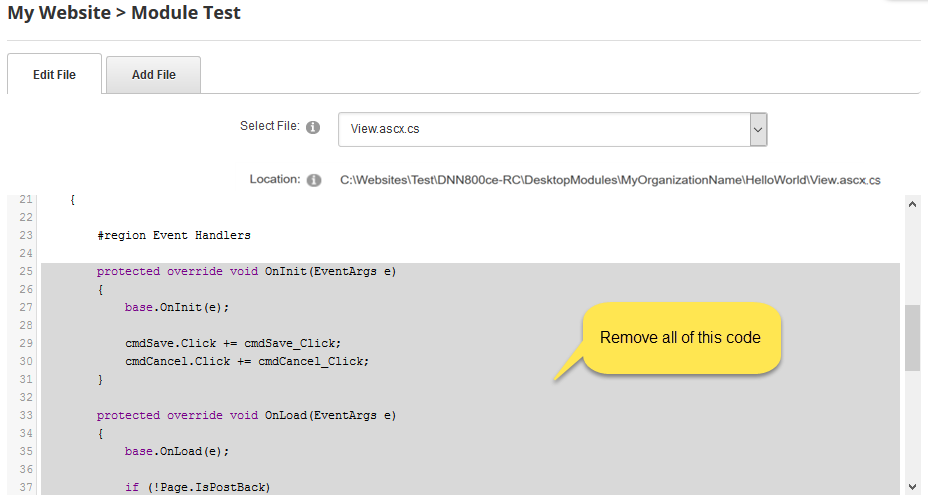 My Website > Module Test
Edit File
Add File
Select File:
View.ascx.cs
Location:
C:\Websites\Test\DNN800ce-RC\DesktopModules\MyOrganizationName\HelloWorld\View.ascx.cs
21 {
22
23 #region Event Handlers
24
25 protected override void OnInit(EventArgs e)
26 {
27 base.OnInit(e);
28
29 cmdSave.Click += cmdSave_Click;
30 cmdCancel.Click += cmdCancel_Click;
31 }
32
33 protected override void OnLoad(EventArgs e)
34 {
35 base.OnLoad(e);
36
37 if (!Page.IsPostBack)
Remove all of this code